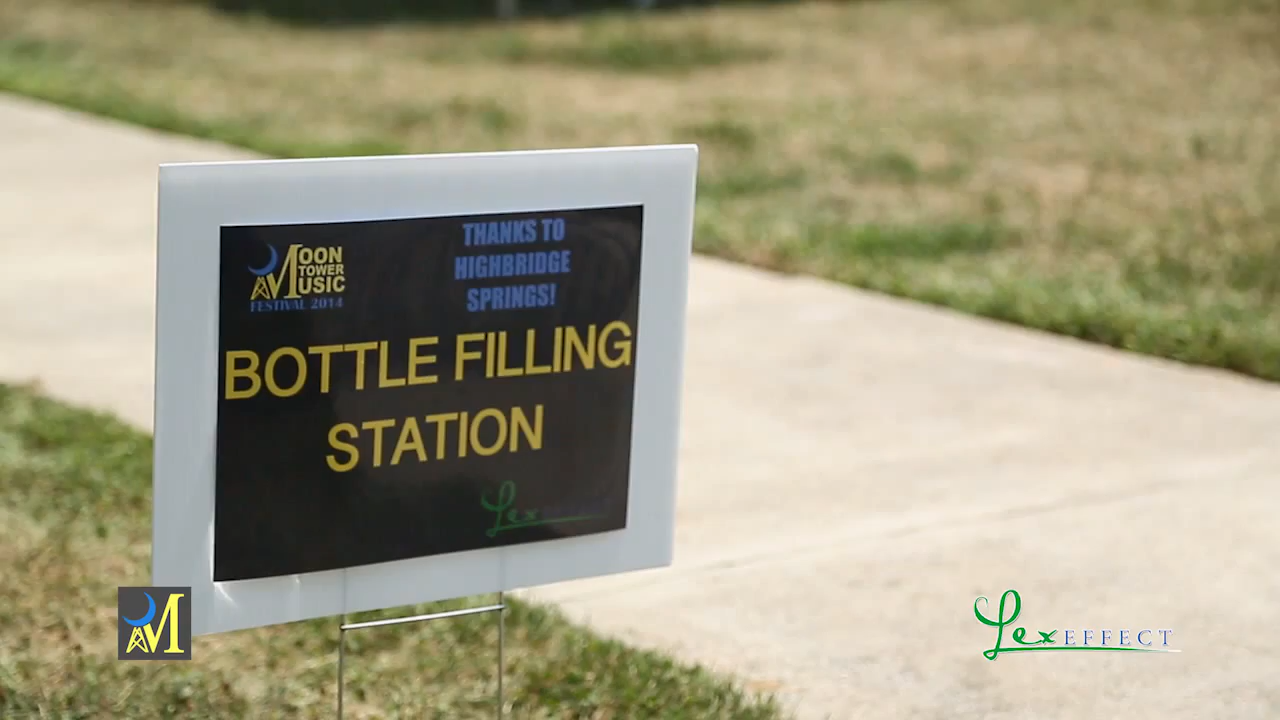 MOON
TOWER
MUSIC
FESTIVAL 2014
THANKS TO
HIGHBRIDGE
SPRINGS!
BOTTLE FILLING
STATION
Lex
M
Lex EFFECT